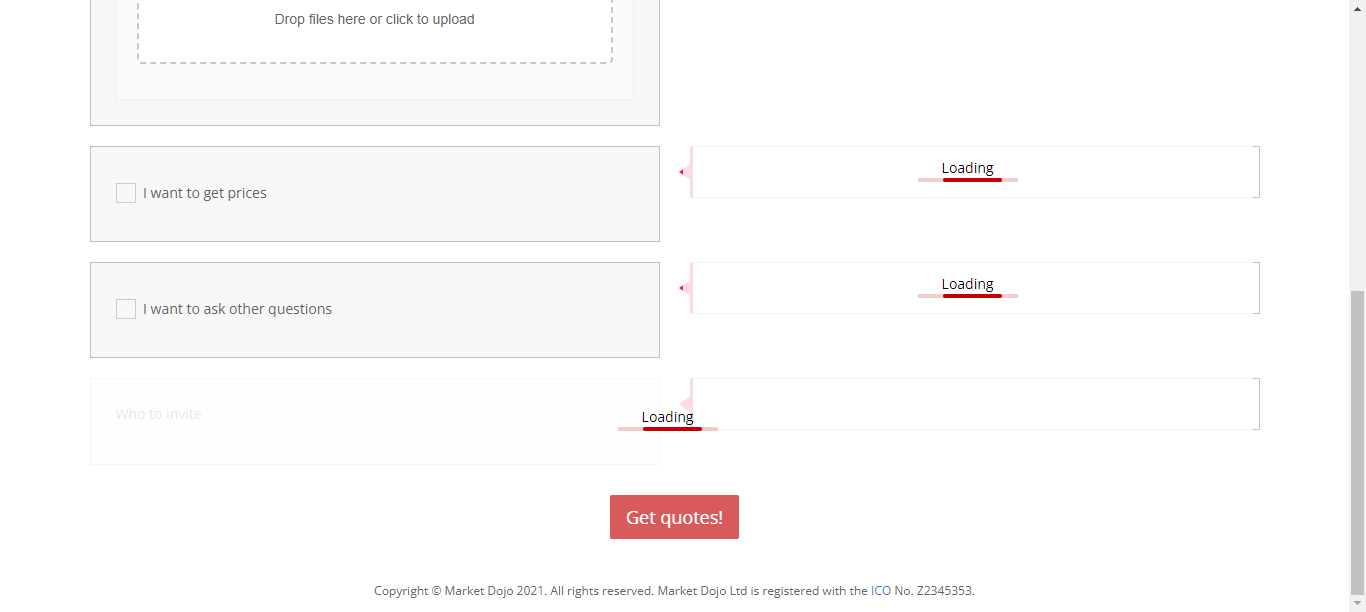 Drop files here or click to upload
I want to get prices
Loading
I want to ask other questions
Loading
Who to invite
Loading
Get quotes!
Copyright © Market Dojo 2021. All rights reserved. Market Dojo Ltd is registered with the ICO No. Z2345353.